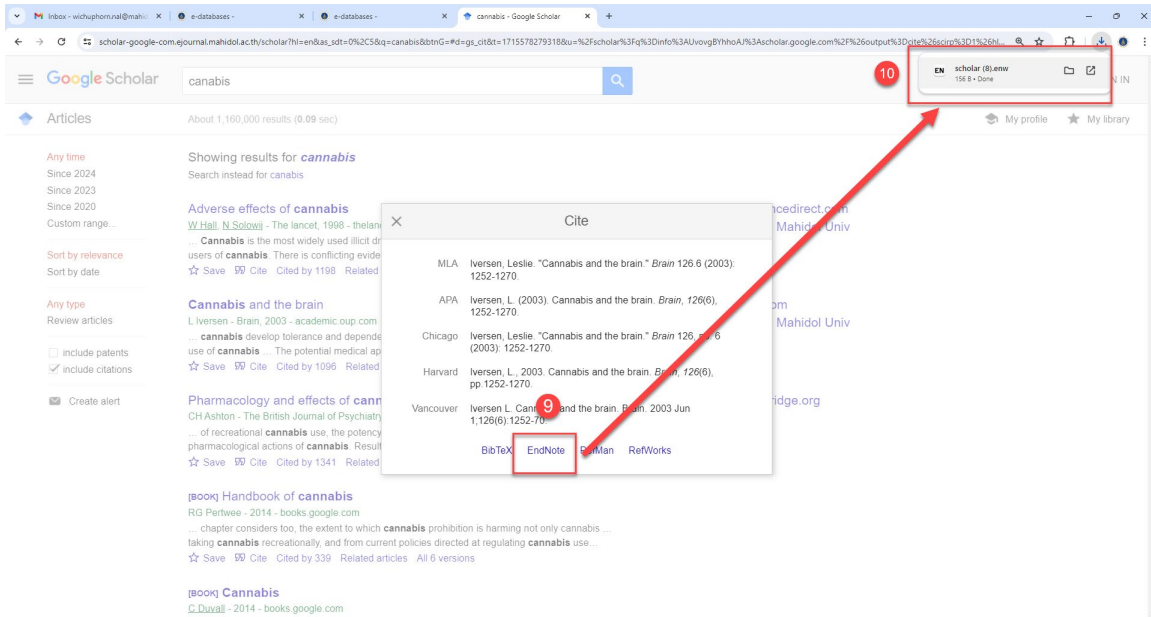 Inbox - wichuphorn.nal@mahid
e-databases -
e-databases -
cannabis - Google Scholar
scholar-google-com.ejournal.mahidol.ac.th/scholar?hl=en&as_sdt=0%2C5&q=canabis&btnG=#d=gs_cit&t=1715578279318&u=%2Fscholar%3Fq%3Dinfo%3AUvovgBYhhoAJ%3Ascholar.google.com%2F%26output%3Dcite%26scirp%3D1%26hl...
10
EN scholar (8).enw
156 B • Done
Google Scholar
canabis
N IN
Articles
About 1,160,000 results (0.09 sec)
My profile
My library
Any time
Since 2024
Since 2023
Since 2020
Custom range...
Sort by relevance
Sort by date
Any type
Review articles
include patents
include citations
Create alert
Showing results for cannabis
Search instead for canabis
Adverse effects of cannabis
W Hall, N Solowij - The lancet, 1998 - thelan
... Cannabis is the most widely used illicit dr
users of cannabis. There is conflicting evide
Save Cite Cited by 1198 Related
ncedirect.com
Mahidol Univ
Cannabis and the brain
L Iversen - Brain, 2003 - academic.oup.com
... cannabis develop tolerance and depende
use of cannabis ... The potential medical ap
Save Cite Cited by 1096 Related
om
Mahidol Univ
Pharmacology and effects of cann
CH Ashton - The British Journal of Psychiatry
... of recreational cannabis use, the potency
pharmacological actions of cannabis. Result
Save Cite Cited by 1341 Related
idge.org
[BOOK] Handbook of cannabis
RG Pertwee - 2014 - books.google.com
... chapter considers too, the extent to which cannabis prohibition is harming not only cannabis ...
taking cannabis recreationally, and from current policies directed at regulating cannabis use...
Save Cite Cited by 339 Related articles All 6 versions
[BOOK] Cannabis
C Duvall - 2014 - books.google.com
Cite
MLA Iversen, Leslie. "Cannabis and the brain." Brain 126.6 (2003):
1252-1270.
APA Iversen, L. (2003). Cannabis and the brain. Brain, 126(6),
1252-1270.
Chicago Iversen, Leslie. "Cannabis and the brain." Brain 126, 6
(2003): 1252-1270.
Harvard Iversen, L., 2003. Cannabis and the brain. Brain, 126(6),
pp.1252-1270.
Vancouver Iversen L. and the brain. Brain. 2003 Jun
1;126(6):1252-70.
9
BibTeX EndNote RefMan RefWorks